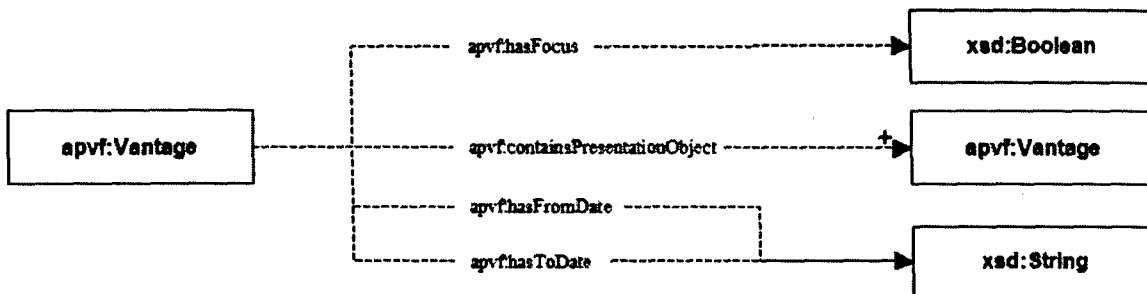 apvf:hasFocus
xsd:Boolean
apvf:Vantage
apvf:containsPresentationObject
+
apvf:Vantage
apvf:hasFromDate
apvf:hasToDate
xsd:String